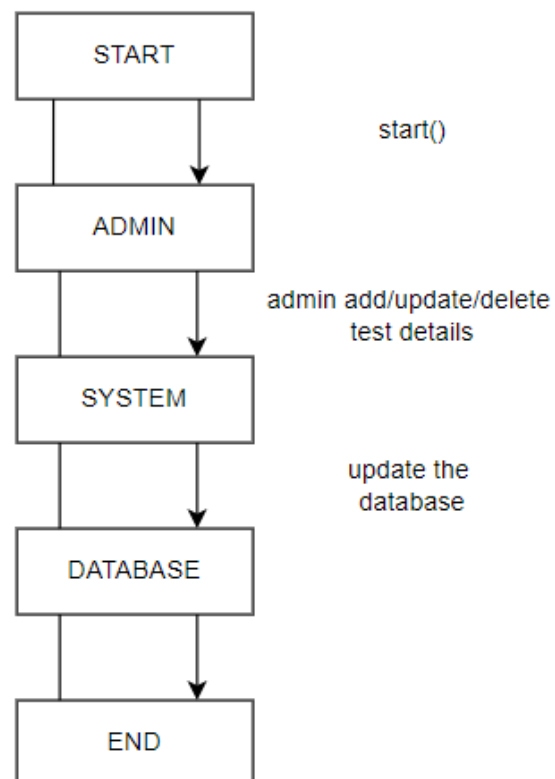 START
start()
ADMIN
admin add/update/delete
test details
SYSTEM
update the
database
DATABASE
END